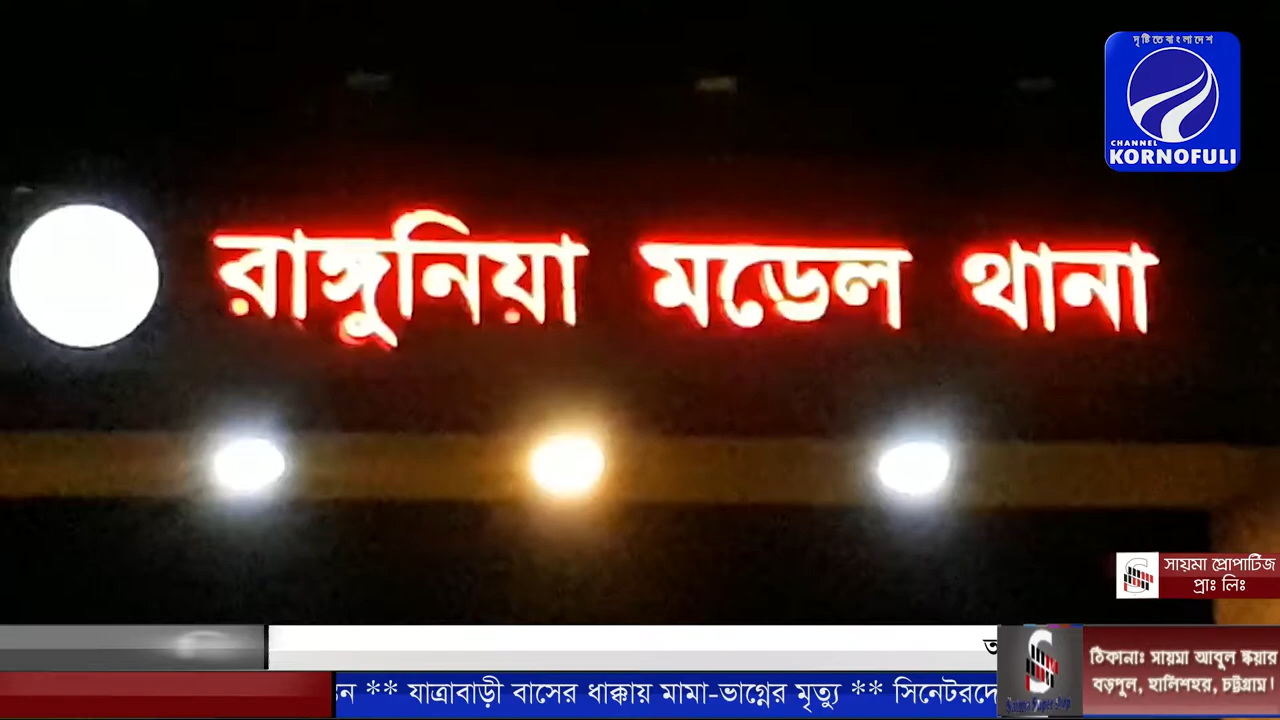 দৃষ্টিতে বাংলাদেশ
CHANNEL
KORNOFULI
রাঙ্গুনিয়া মডেল থানা
সায়মা প্রোপার্টিজ
প্রাঃ লিঃ
ঠিকানাঃ সায়মা আবুল স্কয়ার
বড়পুল, হালিশহর, চট্টগ্রাম।
ন ** যাত্রাবাড়ী বাসের ধাক্কায় মামা-ভাগ্নের মৃত্যু ** সিনেটরদে